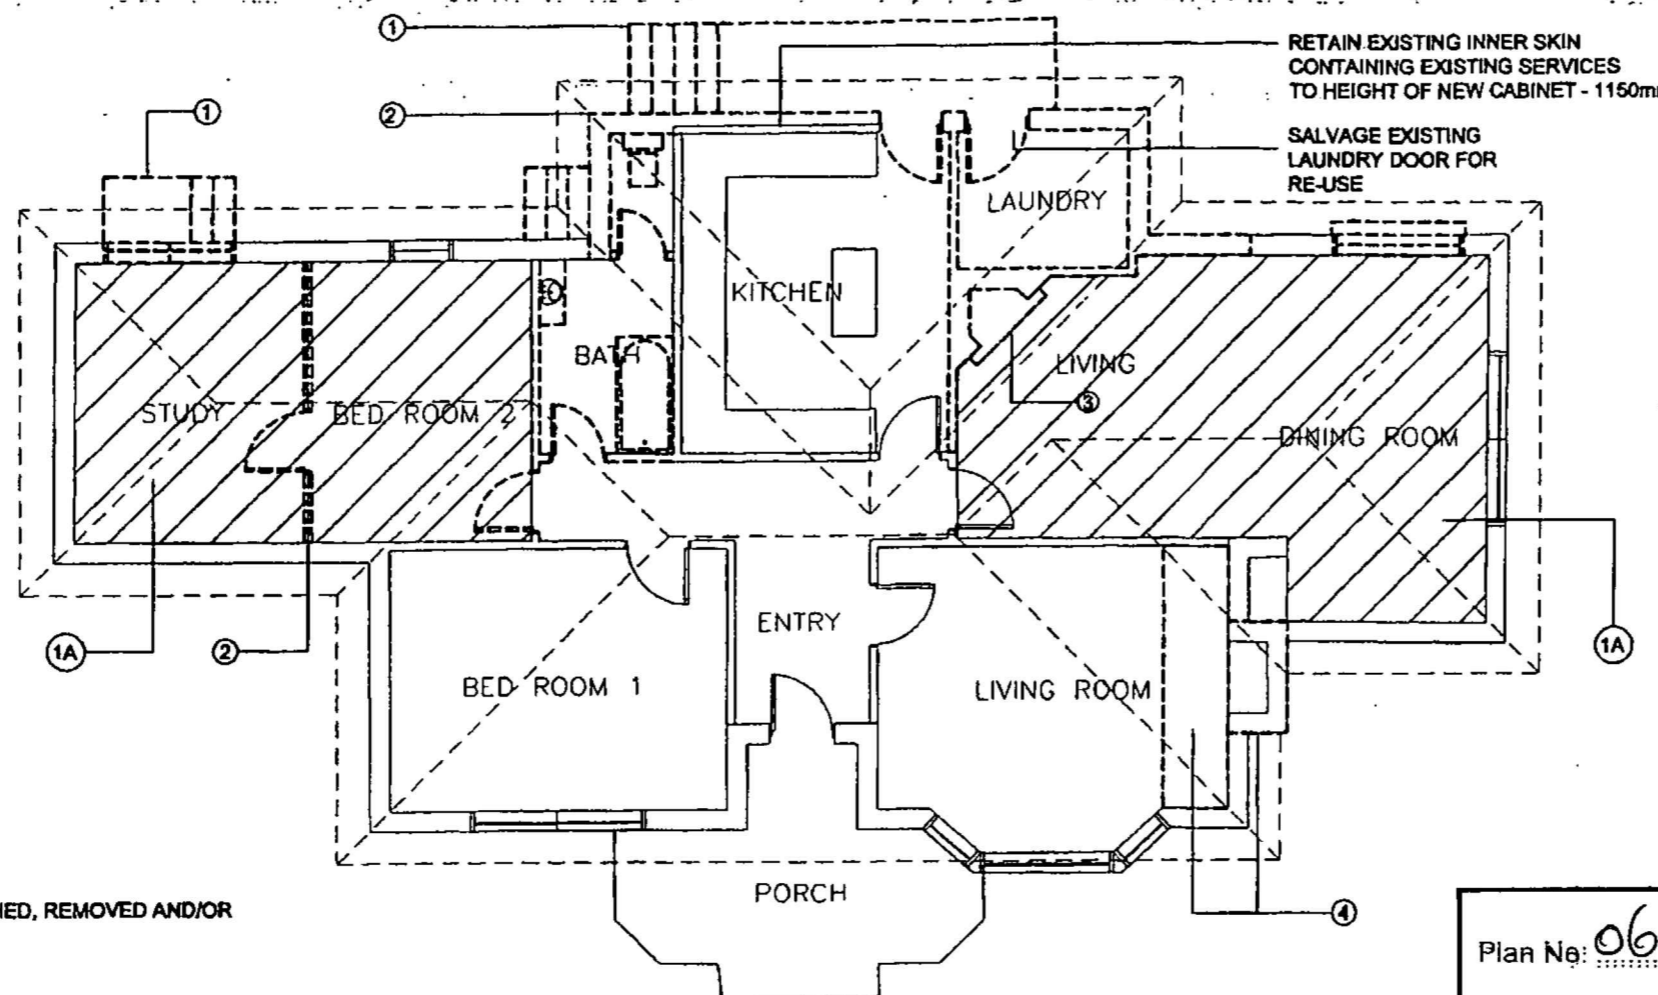 1
RETAIN EXISTING INNER SKIN
CONTAINING EXISTING SERVICES
TO HEIGHT OF NEW CABINET - 1150m
1
2
SALVAGE EXISTING
LAUNDRY DOOR FOR
RE-USE
LAUNDRY
KITCHEN
BATH
LIVING
3
STUDY
BED ROOM 2
DINING ROOM
1A
2
ENTRY
1A
BED ROOM 1
LIVING ROOM
PORCH
4
REMOVED AND/OR
Plan No: 06